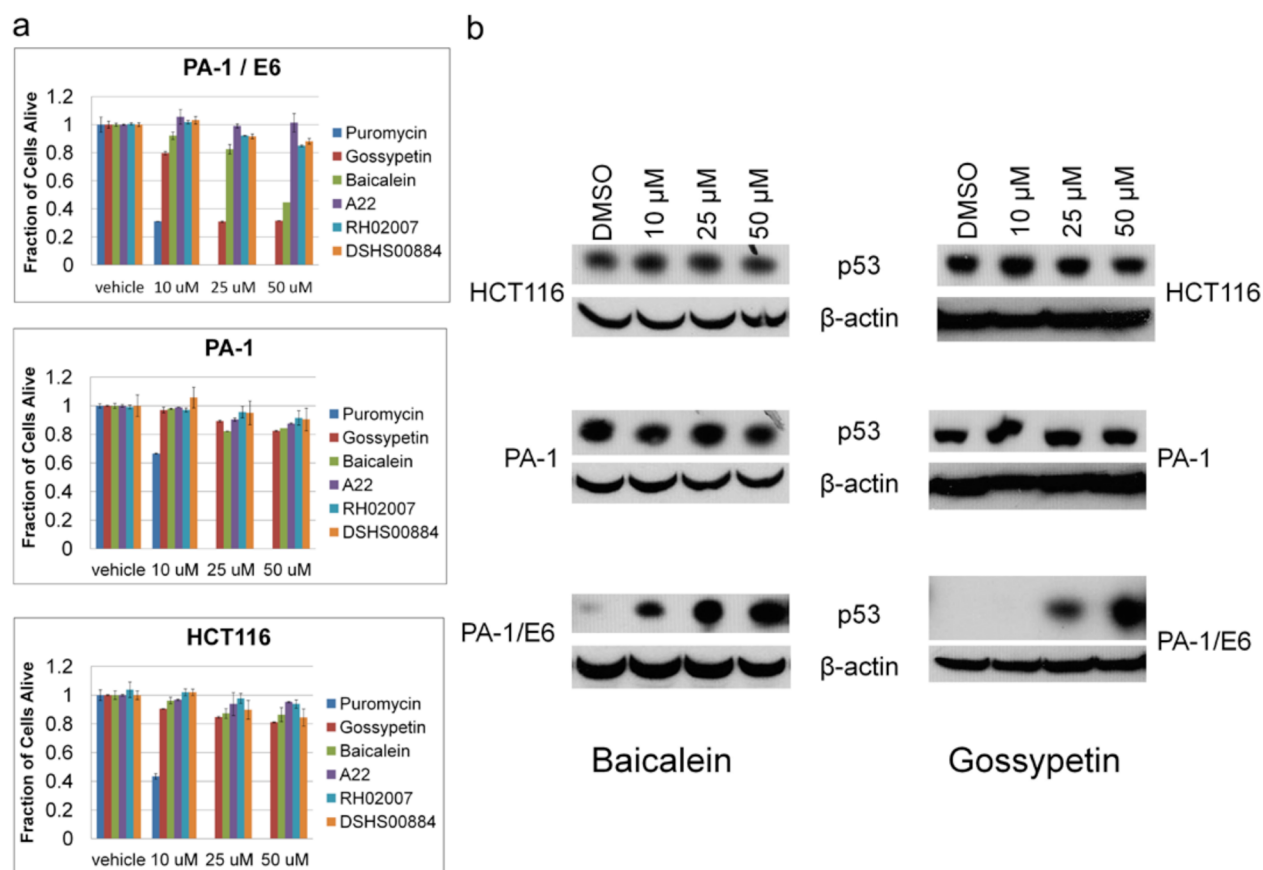 a
PA-1 / E6
Fraction of Cells Alive
1.2
1
0.8
0.6
0.4
0.2
0
vehicle 10 uM 25 uM 50 uM
Puromycin
Gossypetin
Baicalein
A22
RH02007
DSHS00884
PA-1
Fraction of Cells Alive
1.2
1
0.8
0.6
0.4
0.2
0
vehicle 10 uM 25 uM 50 uM
Puromycin
Gossypetin
Baicalein
A22
RH02007
DSHS00884
HCT116
Fraction of Cells Alive
1.2
1
0.8
0.6
0.4
0.2
0
vehicle 10 uM 25 uM 50 uM
Puromycin
Gossypetin
Baicalein
A22
RH02007
DSHS00884
b
DMSO
10 μM
25 μM
50 μM
DMSO
10 μM
25 μM
50 μM
HCT116
p53
β-actin
HCT116
PA-1
p53
β-actin
PA-1
PA-1/E6
p53
β-actin
PA-1/E6
Baicalein
Gossypetin